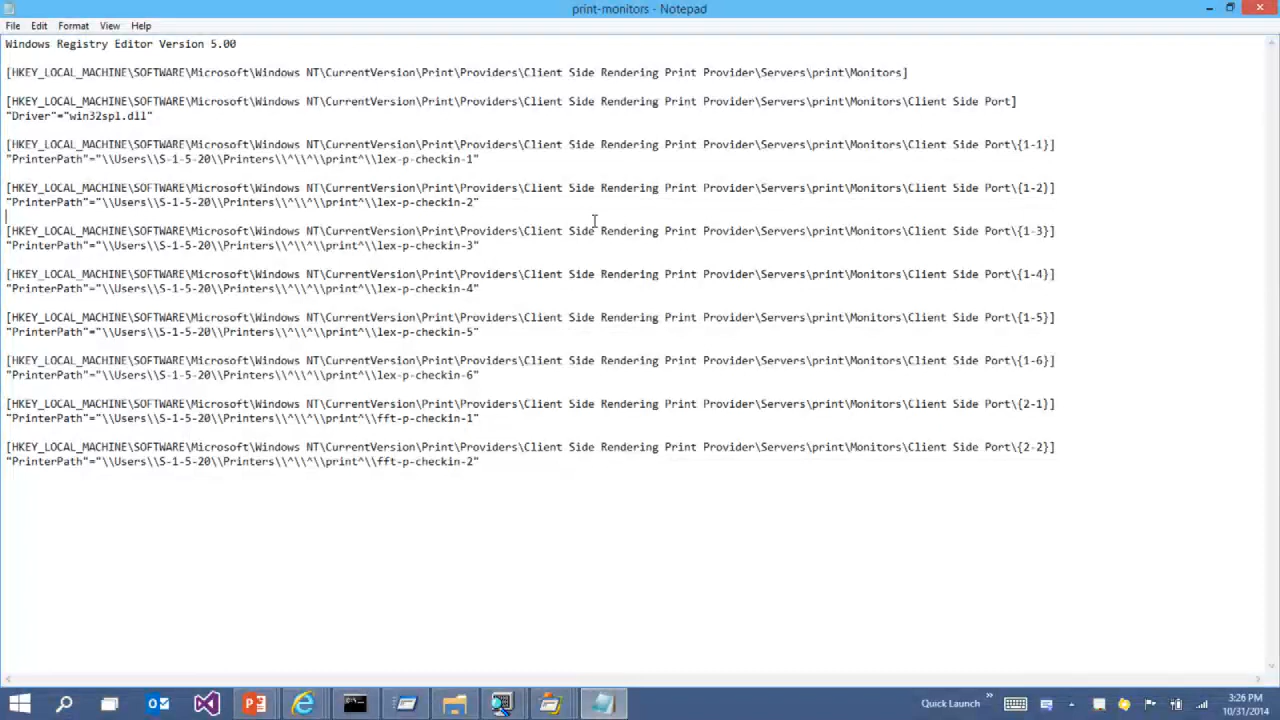 print-monitors - Notepad
File Edit Format View Help
Windows Registry Editor Version 5.00
[HKEY_LOCAL_MACHINE\SOFTWARE\Microsoft\Windows NT\CurrentVersion\Print\Providers\Client Side Rendering Print Provider\Servers\print\Monitors]
[HKEY_LOCAL_MACHINE\SOFTWARE\Microsoft\Windows NT\CurrentVersion\Print\Providers\Client Side Rendering Print Provider\Servers\print\Monitors\Client Side Port]
"Driver"="win32spl.dll"
[HKEY_LOCAL_MACHINE\SOFTWARE\Microsoft\Windows NT\CurrentVersion\Print\Providers\Client Side Rendering Print Provider\Servers\print\Monitors\Client Side Port\{1-1}]
"PrinterPath"="\\Users\\S-1-5-20\\Printers\\^\\^\\print^\\lex-p-checkin-1"
[HKEY_LOCAL_MACHINE\SOFTWARE\Microsoft\Windows NT\CurrentVersion\Print\Providers\Client Side Rendering Print Provider\Servers\print\Monitors\Client Side Port\{1-2}]
"PrinterPath"="\\Users\\S-1-5-20\\Printers\\^\\^\\print^\\lex-p-checkin-2"
[HKEY_LOCAL_MACHINE\SOFTWARE\Microsoft\Windows NT\CurrentVersion\Print\Providers\Client Side Rendering Print Provider\Servers\print\Monitors\Client Side Port\{1-3}]
"PrinterPath"="\\Users\\S-1-5-20\\Printers\\^\\^\\print^\\lex-p-checkin-3"
[HKEY_LOCAL_MACHINE\SOFTWARE\Microsoft\Windows NT\CurrentVersion\Print\Providers\Client Side Rendering Print Provider\Servers\print\Monitors\Client Side Port\{1-4}]
"PrinterPath"="\\Users\\S-1-5-20\\Printers\\^\\^\\print^\\lex-p-checkin-4"
[HKEY_LOCAL_MACHINE\SOFTWARE\Microsoft\Windows NT\CurrentVersion\Print\Providers\Client Side Rendering Print Provider\Servers\print\Monitors\Client Side Port\{1-5}]
"PrinterPath"="\\Users\\S-1-5-20\\Printers\\^\\^\\print^\\lex-p-checkin-5"
[HKEY_LOCAL_MACHINE\SOFTWARE\Microsoft\Windows NT\CurrentVersion\Print\Providers\Client Side Rendering Print Provider\Servers\print\Monitors\Client Side Port\{1-6}]
"PrinterPath"="\\Users\\S-1-5-20\\Printers\\^\\^\\print^\\lex-p-checkin-6"
[HKEY_LOCAL_MACHINE\SOFTWARE\Microsoft\Windows NT\CurrentVersion\Print\Providers\Client Side Rendering Print Provider\Servers\print\Monitors\Client Side Port\{2-1}]
"PrinterPath"="\\Users\\S-1-5-20\\Printers\\^\\^\\print^\\fft-p-checkin-1"
[HKEY_LOCAL_MACHINE\SOFTWARE\Microsoft\Windows NT\CurrentVersion\Print\Providers\Client Side Rendering Print Provider\Servers\print\Monitors\Client Side Port\{2-2}]
"PrinterPath"="\\Users\\S-1-5-20\\Printers\\^\\^\\print^\\fft-p-checkin-2"
Quick Launch
3:26 PM
10/31/2014